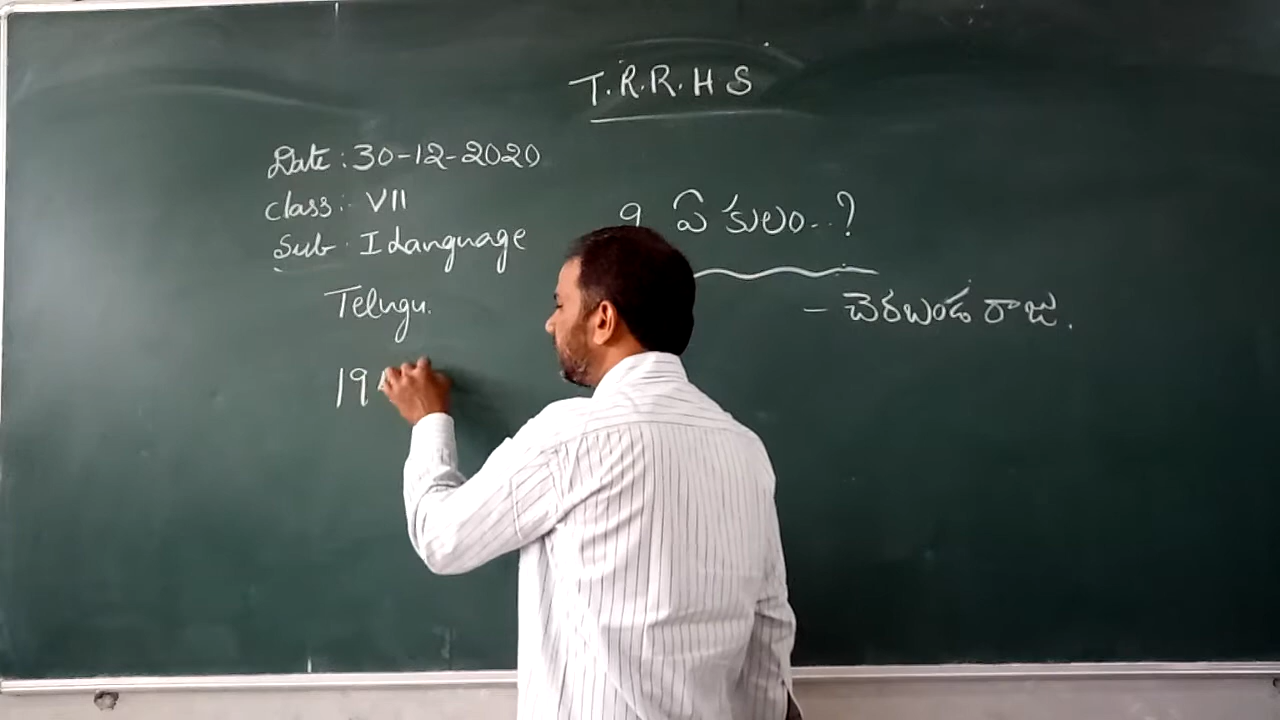 T.R.R.H S
Date : 30-12-2020
Class :- VII
Sub : I Language
Telugu.
9 ఏ కులం..?
- చెరబండ రాజు.
19